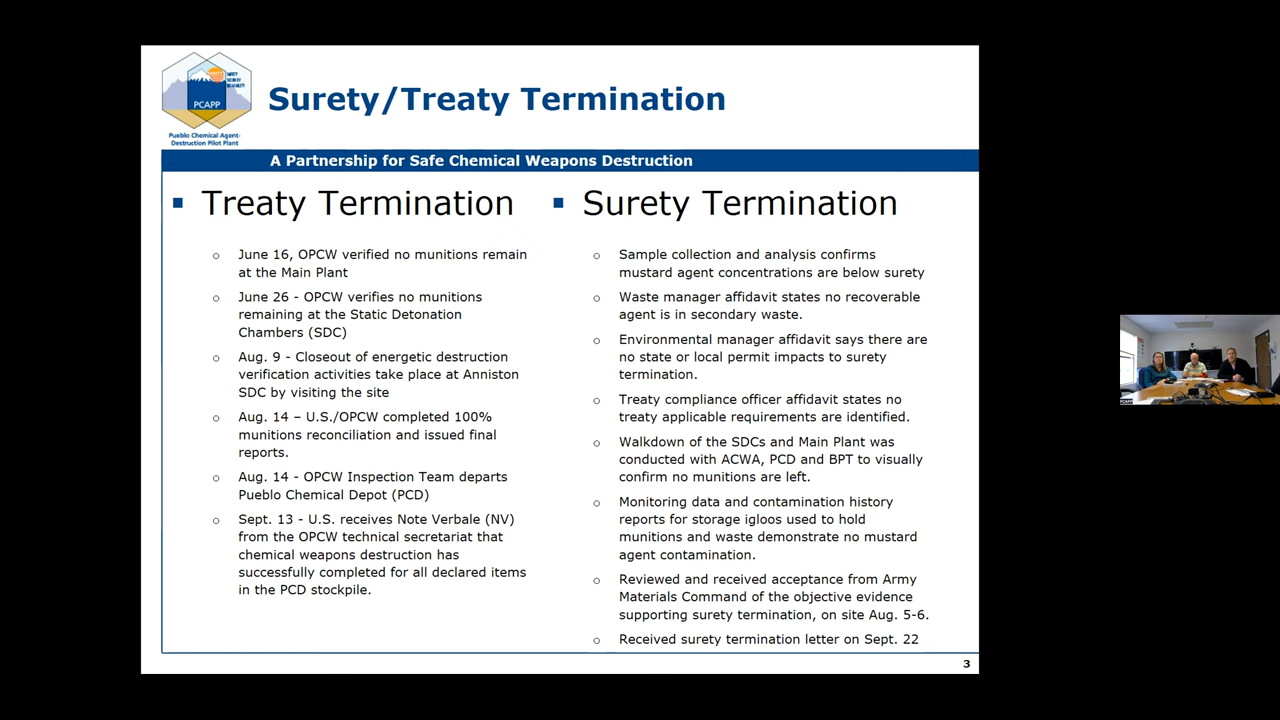 Surety/Treaty Termination
PCAPP
Pueblo Chemical Agent-
Destruction Pilot Plant
A Partnership for Safe Chemical Weapons Destruction
Treaty Termination
June 16, OPCW verified no munitions remain
at the Main Plant
June 26 - OPCW verifies no munitions
remaining at the Static Detonation
Chambers (SDC)
Aug. 9 - Closeout of energetic destruction
verification activities take place at Anniston
SDC by visiting the site
Aug. 14 – U.S./OPCW completed 100%
munitions reconciliation and issued final
reports.
Aug. 14 - OPCW Inspection Team departs
Pueblo Chemical Depot (PCD)
Sept. 13 - U.S. receives Note Verbale (NV)
from the OPCW technical secretariat that
chemical weapons destruction has
successfully completed for all declared items
in the PCD stockpile.
Surety Termination
Sample collection and analysis confirms
mustard agent concentrations are below surety
Waste manager affidavit states no recoverable
agent is in secondary waste.
Environmental manager affidavit says there are
no state or local permit impacts to surety
termination.
Treaty compliance officer affidavit states no
treaty applicable requirements are identified.
Walkdown of the SDCs and Main Plant was
conducted with ACWA, PCD and BPT to visually
confirm no munitions are left.
Monitoring data and contamination history
reports for storage igloos used to hold
munitions and waste demonstrate no mustard
agent contamination.
Reviewed and received acceptance from Army
Materials Command of the objective evidence
supporting surety termination, on site Aug. 5-6.
Received surety termination letter on Sept. 22
3
PCAPP